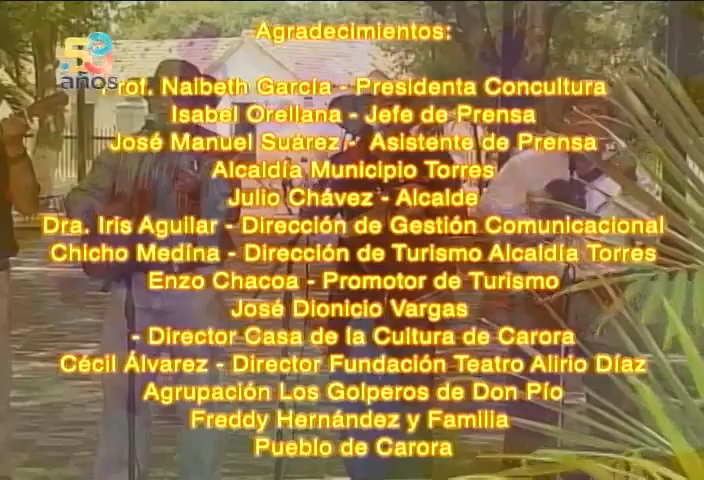 Agradecimientos:
53 años
Prof. Nalbeth García - Presidenta Concultura
Isabel Orellana - Jefe de Prensa
José Manuel Suárez - Asistente de Prensa
Alcaldía Municipio Torres
Julio Chávez - Alcalde
Dra. Iris Aguilar - Dirección de Gestión Comunicacional
Chicho Medina - Dirección de Turismo Alcaldía Torres
Enzo Chacoa - Promotor de Turismo
José Dionicio Vargas
- Director Casa de la Cultura de Carora
Cécil Álvarez - Director Fundación Teatro Alirio Díaz
Agrupación Los Golperos de Don Pío
Freddy Hernández y Familia
Pueblo de Carora